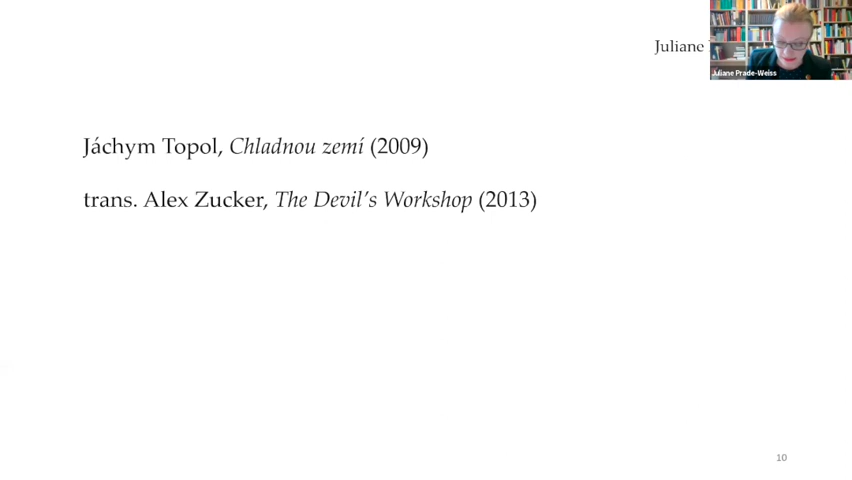 Juliane
Juliane Prade-Weiss
Jáchym Topol, Chladnou zemí (2009)
trans. Alex Zucker, The Devil’s Workshop (2013)
10